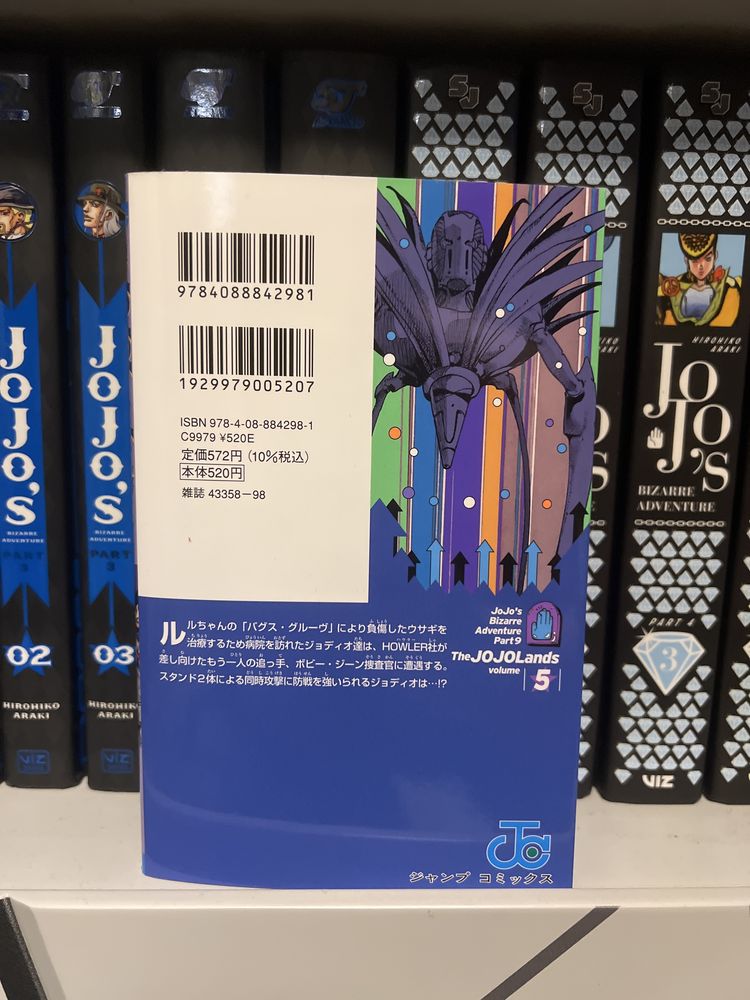 9784088842981
1929979005207
ISBN 978-4-08-884298-1
C9979 ¥520E
定価572円（10％税込）
本体520円
雑誌 43358－98
JoJo's
Bizarre
Adventure
Part9
The JOJOLands
volume
5
ルルちゃんの「バグス・グルーヴ」により負傷したウサギを
治療するため病院を訪れたジョディオ達は、HOWLER社が
差し向けたもう一人の追っ手、ボビー・ジーン捜査官に遭遇する。
スタンド2体による同時攻撃に防戦を強いられるジョディオは…!?
ジャンプ コミックス
JOJO'S
BIZARRE
ADVENTURE
PART
3
02
HIROHIKO
ARAKI
VIZ
JOJO'S
BIZARRE
ADVENTURE
PART
3
03
HIROHIKO
ARAKI
VIZ
SJ
SJ
SJ
HIROHIKO
ARAKI
JOJO'S
BIZARRE
ADVENTURE
PART 4
3
VIZ